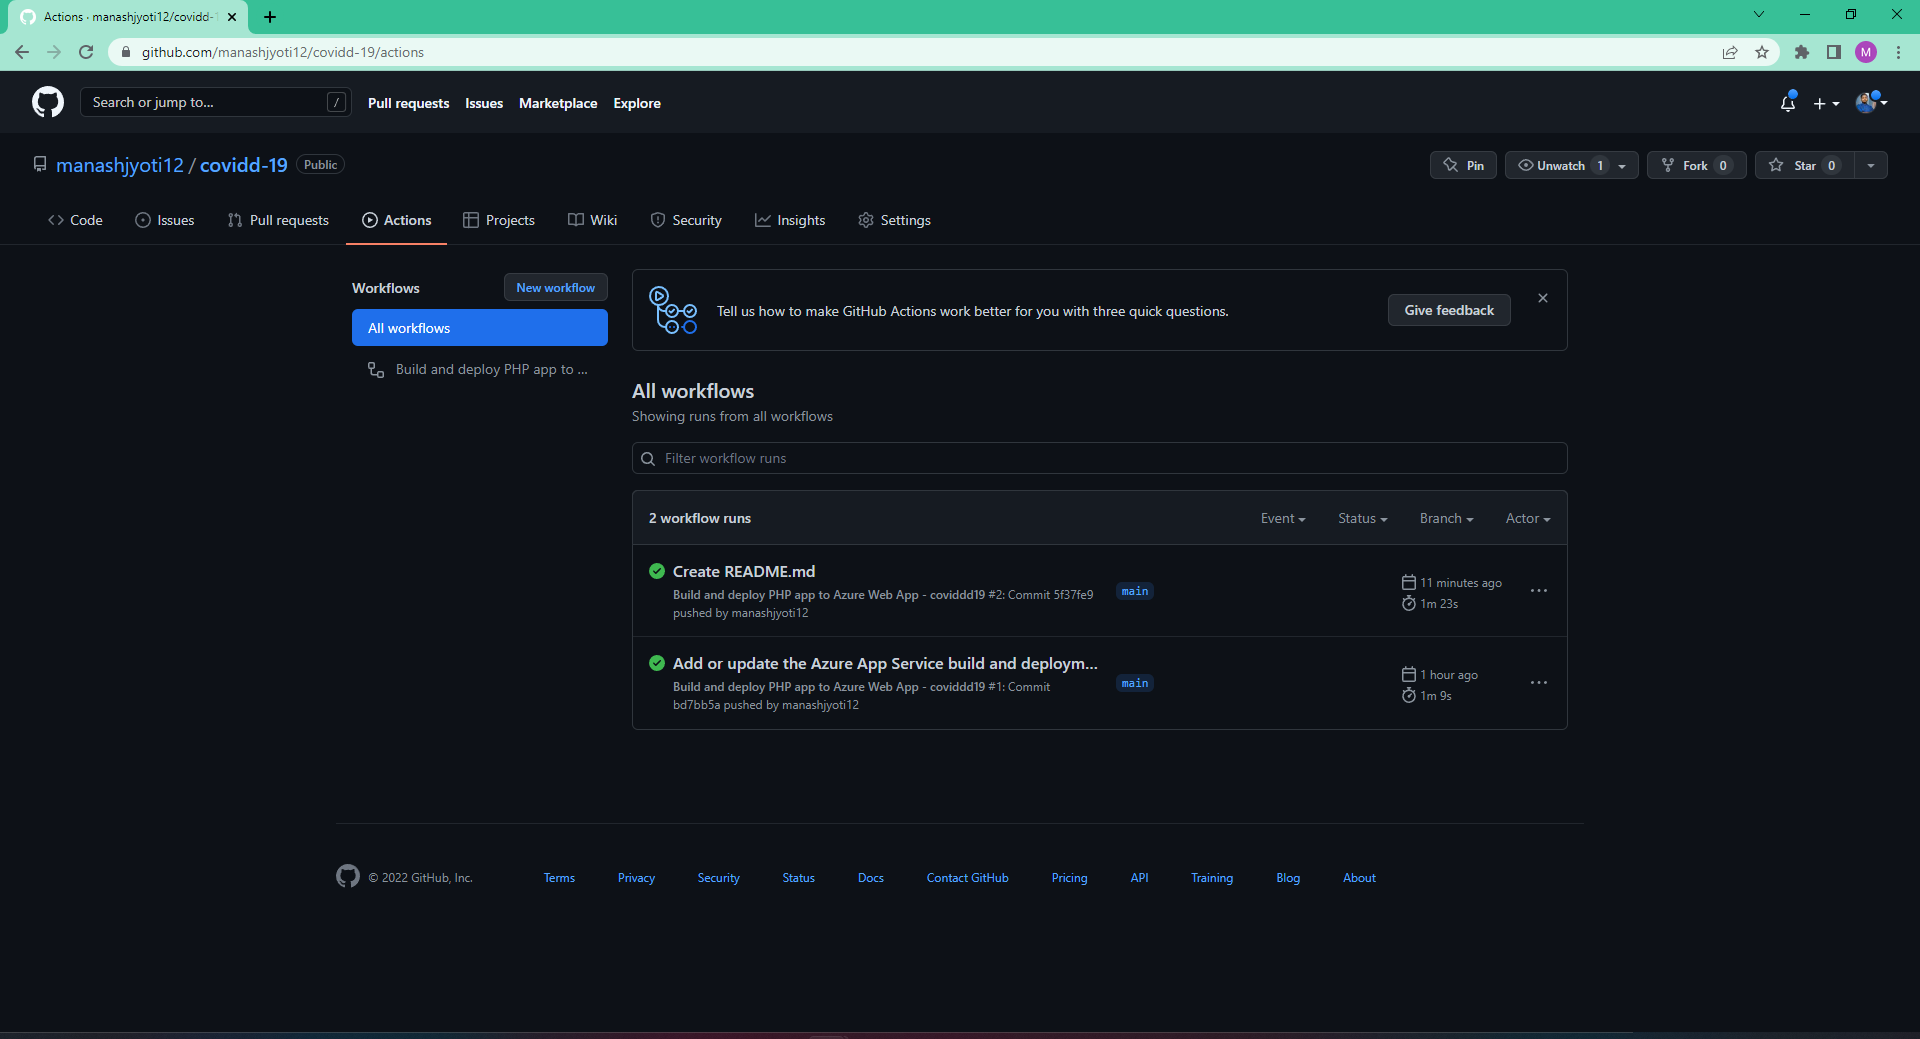 Actions · manashjyoti12/covidd-1
github.com/manashjyoti12/covidd-19/actions
M
Search or jump to...
/
Pull requests
Issues
Marketplace
Explore
manashjyoti12 / covidd-19
Public
Pin
Unwatch 1
Fork 0
Star 0
Code
Issues
Pull requests
Actions
Projects
Wiki
Security
Insights
Settings
Workflows
New workflow
All workflows
Build and deploy PHP app to ...
Tell us how to make GitHub Actions work better for you with three quick questions.
Give feedback
All workflows
Showing runs from all workflows
Filter workflow runs
2 workflow runs
Event
Status
Branch
Actor
Create README.md
Build and deploy PHP app to Azure Web App - coviddd19 #2: Commit 5f37fe9
pushed by manashjyoti12
main
11 minutes ago
1m 23s
Add or update the Azure App Service build and deploym...
Build and deploy PHP app to Azure Web App - coviddd19 #1: Commit
bd7bb5a pushed by manashjyoti12
main
1 hour ago
1m 9s
© 2022 GitHub, Inc.
Terms
Privacy
Security
Status
Docs
Contact GitHub
Pricing
API
Training
Blog
About